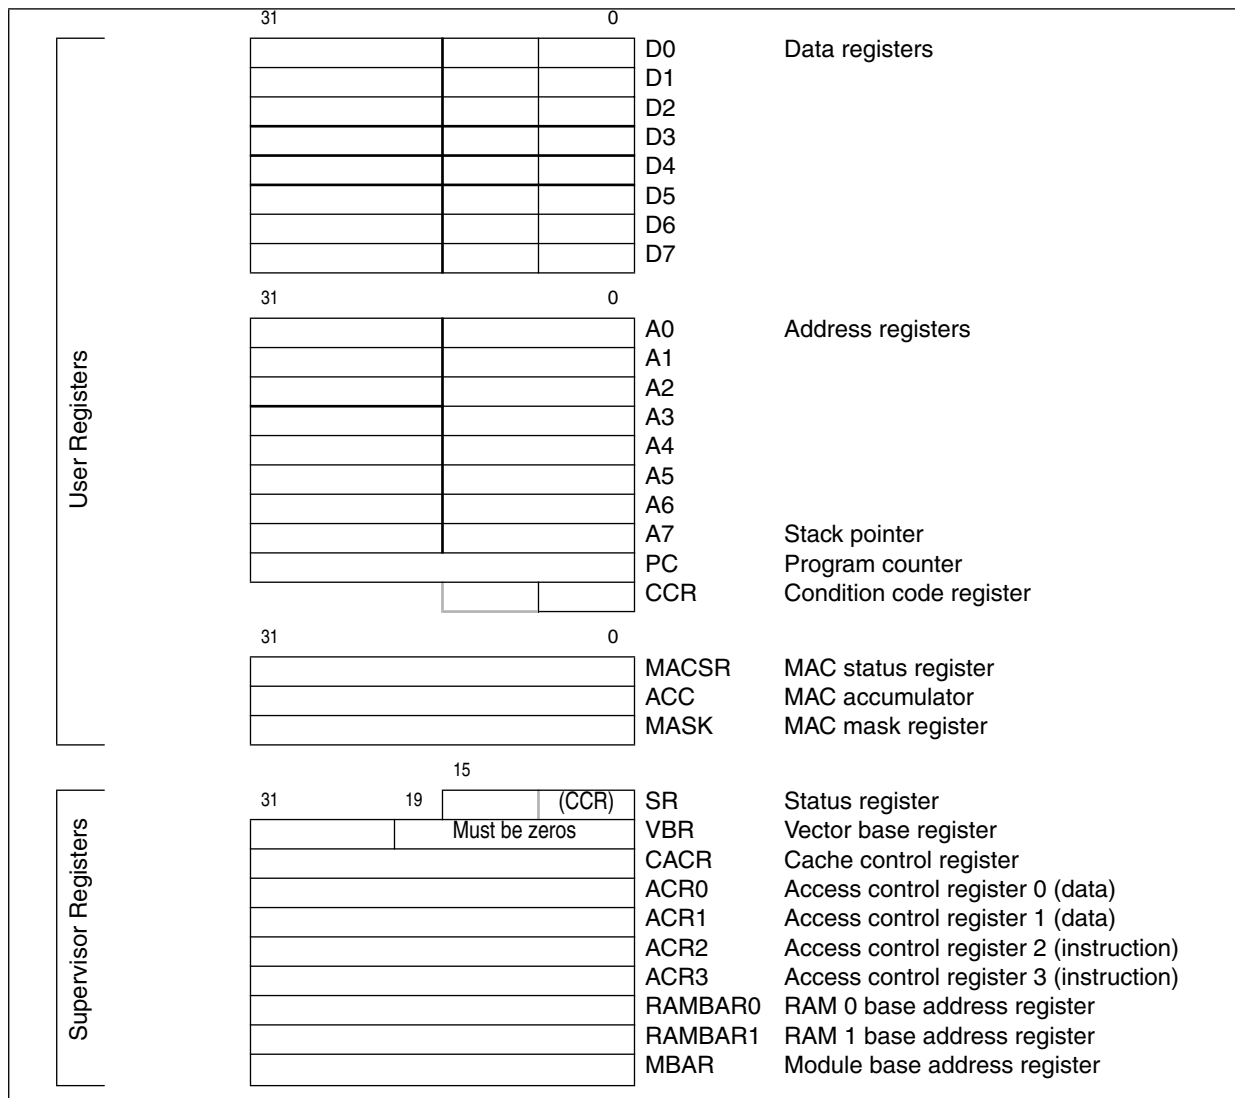 31 0
D0 Data registers
D1
D2
D3
D4
D5
D6
D7
31 0
A0 Address registers
A1
A2
A3
A4
A5
A6
A7 Stack pointer
PC Program counter
CCR Condition code register
User Registers
31 0
MACSR MAC status register
ACC MAC accumulator
MASK MAC mask register
15
31 19 (CCR) SR Status register
Must be zeros VBR Vector base register
CACR Cache control register
ACR0 Access control register 0 (data)
ACR1 Access control register 1 (data)
ACR2 Access control register 2 (instruction)
ACR3 Access control register 3 (instruction)
RAMBAR0 RAM 0 base address register
RAMBAR1 RAM 1 base address register
MBAR Module base address register
Supervisor Registers